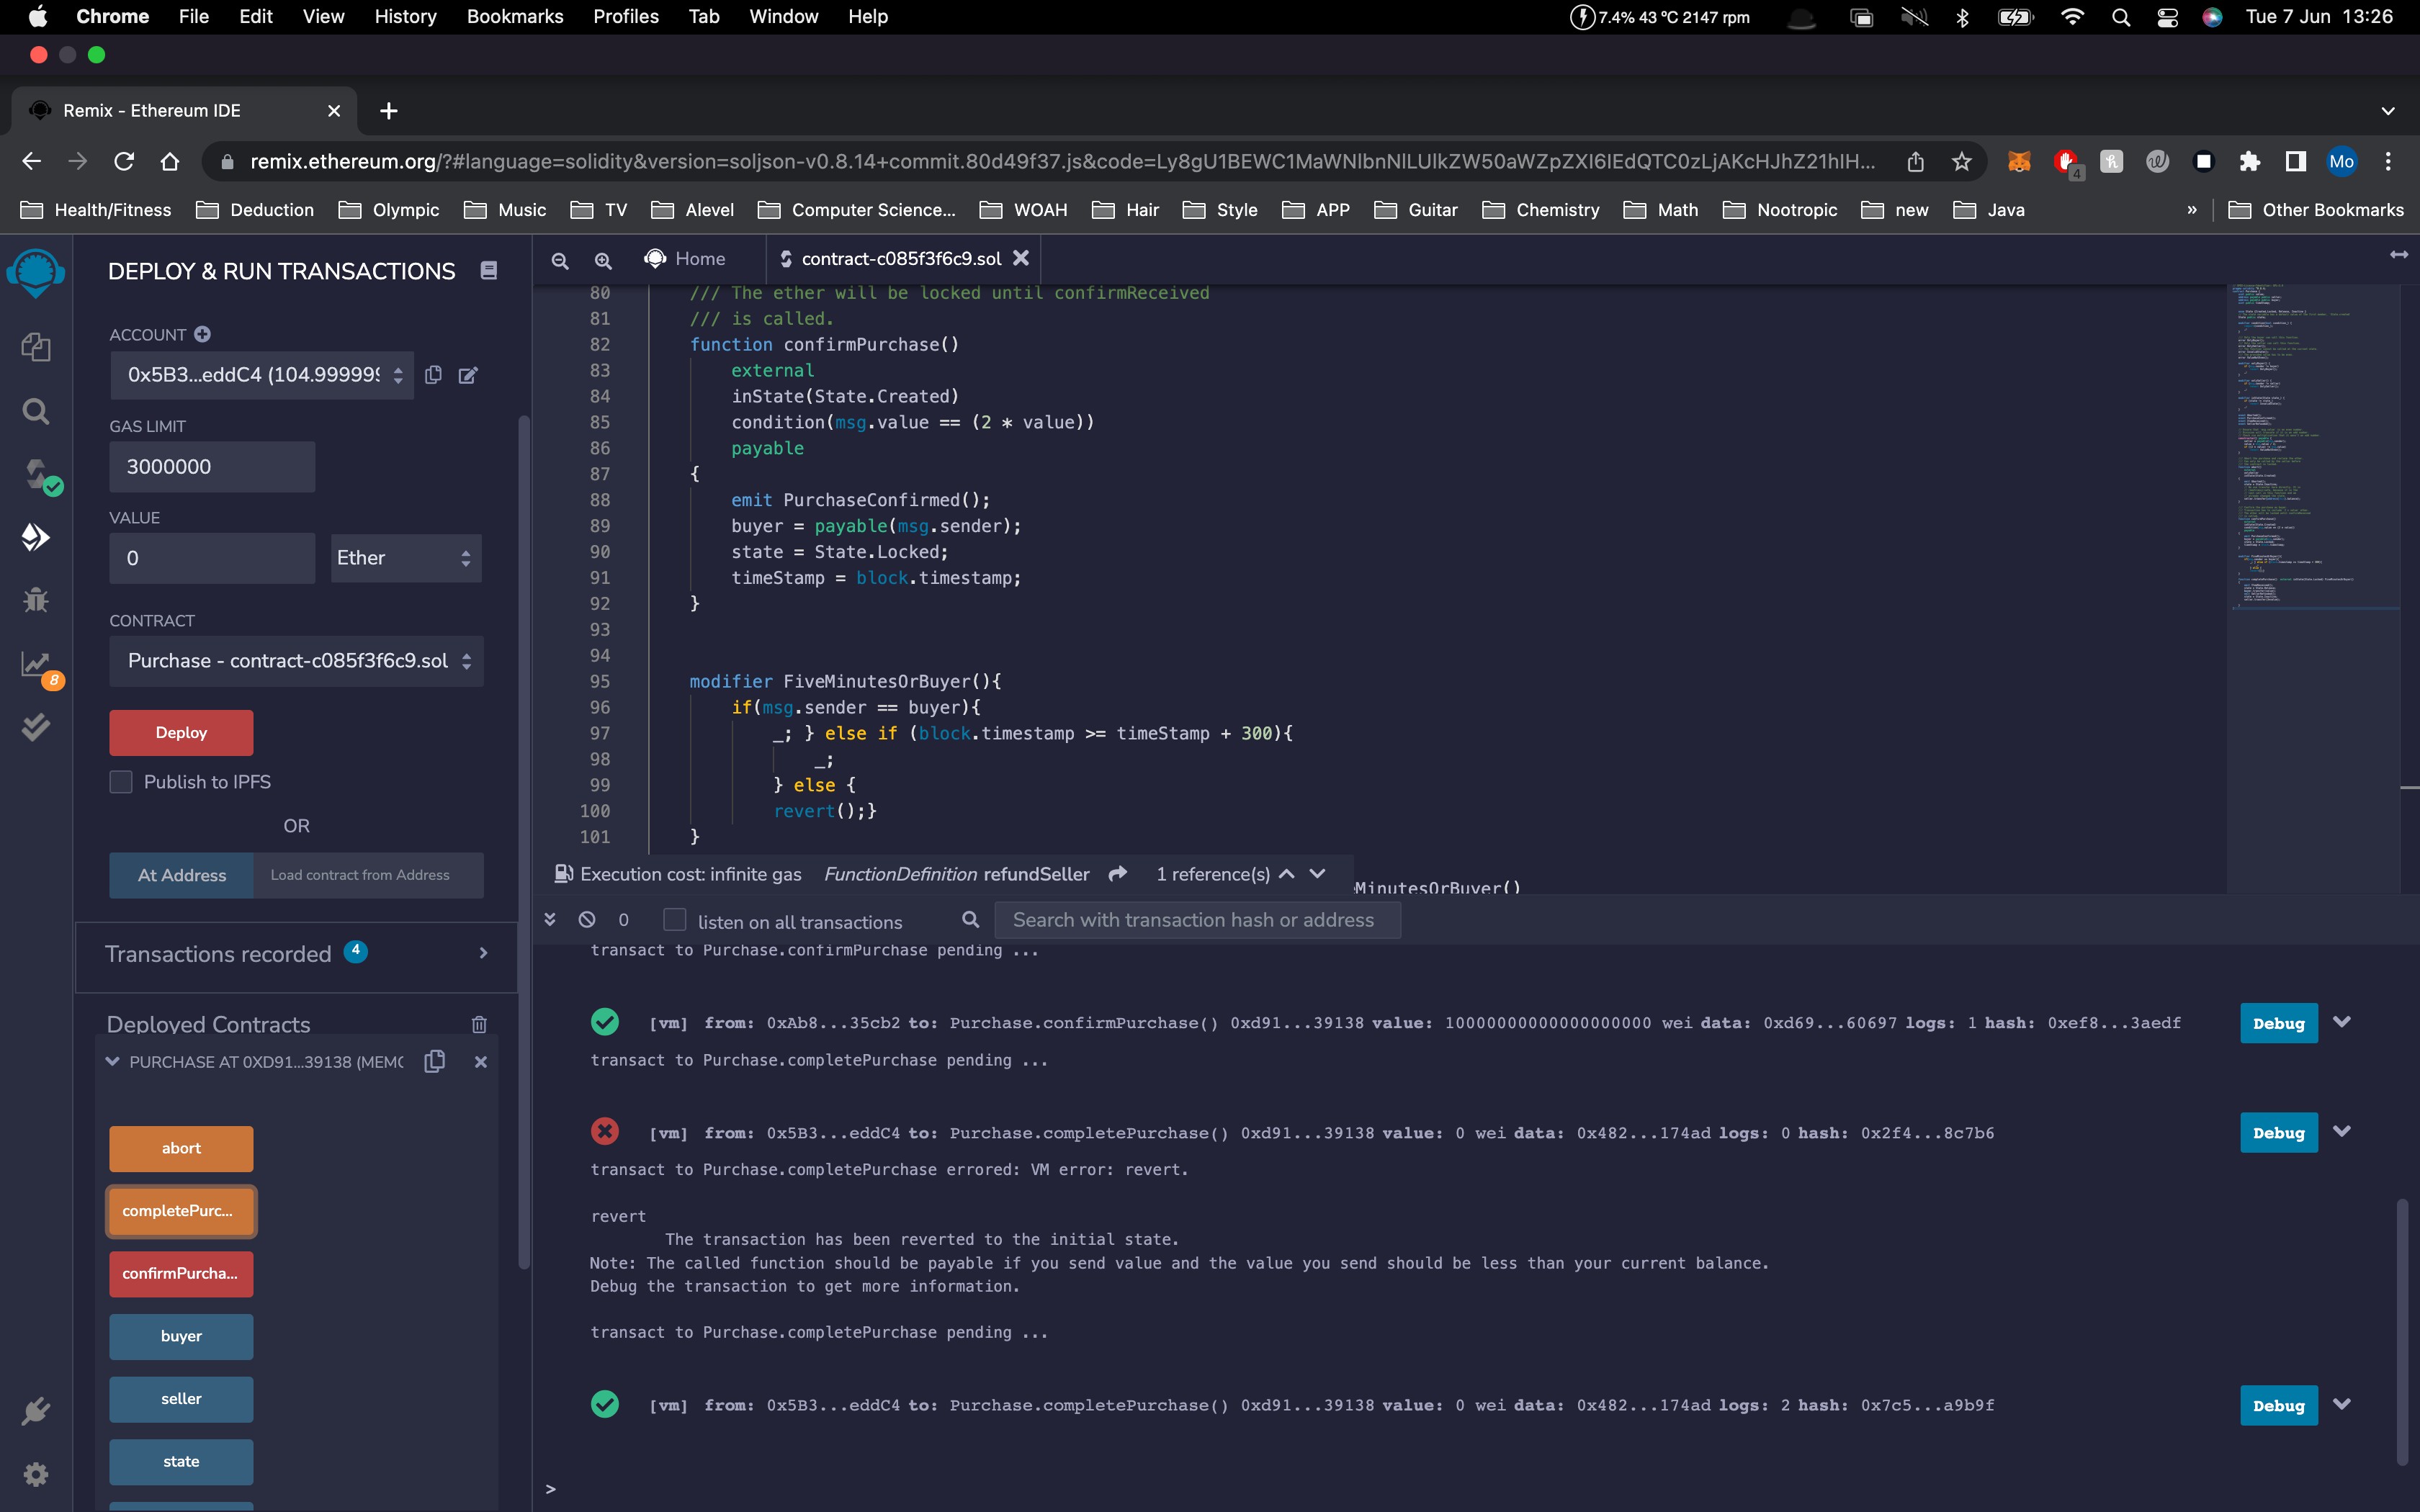 Chrome File Edit View History Bookmarks Profiles Tab Window Help 7.4% 43 °C 2147 rpm Tue 7 Jun 13:26
Remix - Ethereum IDE
remix.ethereum.org/?#language=solidity&version=soljson-v0.8.14+commit.80d49f37.js&code=Ly8gU1BEWC1MaWNlbnNlLUlkZW50aWZpZXI6IEdQTC0zLjAKcHJhZ21hIH...
4
Mo
Health/Fitness Deduction Olympic Music TV Alevel Computer Science... WOAH Hair Style APP Guitar Chemistry Math Nootropic new Java » Other Bookmarks
DEPLOY & RUN TRANSACTIONS
ACCOUNT
0x5B3...eddC4 (104.999999
GAS LIMIT
3000000
VALUE
0
Ether
CONTRACT
Purchase - contract-c085f3f6c9.sol
8
Deploy
Publish to IPFS
OR
At Address Load contract from Address
Transactions recorded 4
Deployed Contracts
PURCHASE AT 0XD91...39138 (MEMO
abort
completePurc...
confirmPurcha...
buyer
seller
state
Home contract-c085f3f6c9.sol
80 /// The ether will be locked until confirmReceived
81 /// is called.
82 function confirmPurchase()
83 external
84 inState(State.Created)
85 condition(msg.value == (2 * value))
86 payable
87 {
88 emit PurchaseConfirmed();
89 buyer = payable(msg.sender);
90 state = State.Locked;
91 timeStamp = block.timestamp;
92 }
93
94
95 modifier FiveMinutesOrBuyer(){
96 if(msg.sender == buyer){
97 _; } else if (block.timestamp >= timeStamp + 300){
98 _;
99 } else {
100 revert();}
101 }
Execution cost: infinite gas FunctionDefinition refundSeller 1 reference(s)
MinutesOrBuyer()
0 listen on all transactions Search with transaction hash or address
transact to Purchase.confirmPurchase pending ...
[vm] from: 0xAb8...35cb2 to: Purchase.confirmPurchase() 0xd91...39138 value: 10000000000000000000 wei data: 0xd69...60697 logs: 1 hash: 0xef8...3aedf Debug
transact to Purchase.completePurchase pending ...
[vm] from: 0x5B3...eddC4 to: Purchase.completePurchase() 0xd91...39138 value: 0 wei data: 0x482...174ad logs: 0 hash: 0x2f4...8c7b6 Debug
transact to Purchase.completePurchase errored: VM error: revert.
revert
The transaction has been reverted to the initial state.
Note: The called function should be payable if you send value and the value you send should be less than your current balance.
Debug the transaction to get more information.
transact to Purchase.completePurchase pending ...
[vm] from: 0x5B3...eddC4 to: Purchase.completePurchase() 0xd91...39138 value: 0 wei data: 0x482...174ad logs: 2 hash: 0x7c5...a9b9f Debug
>